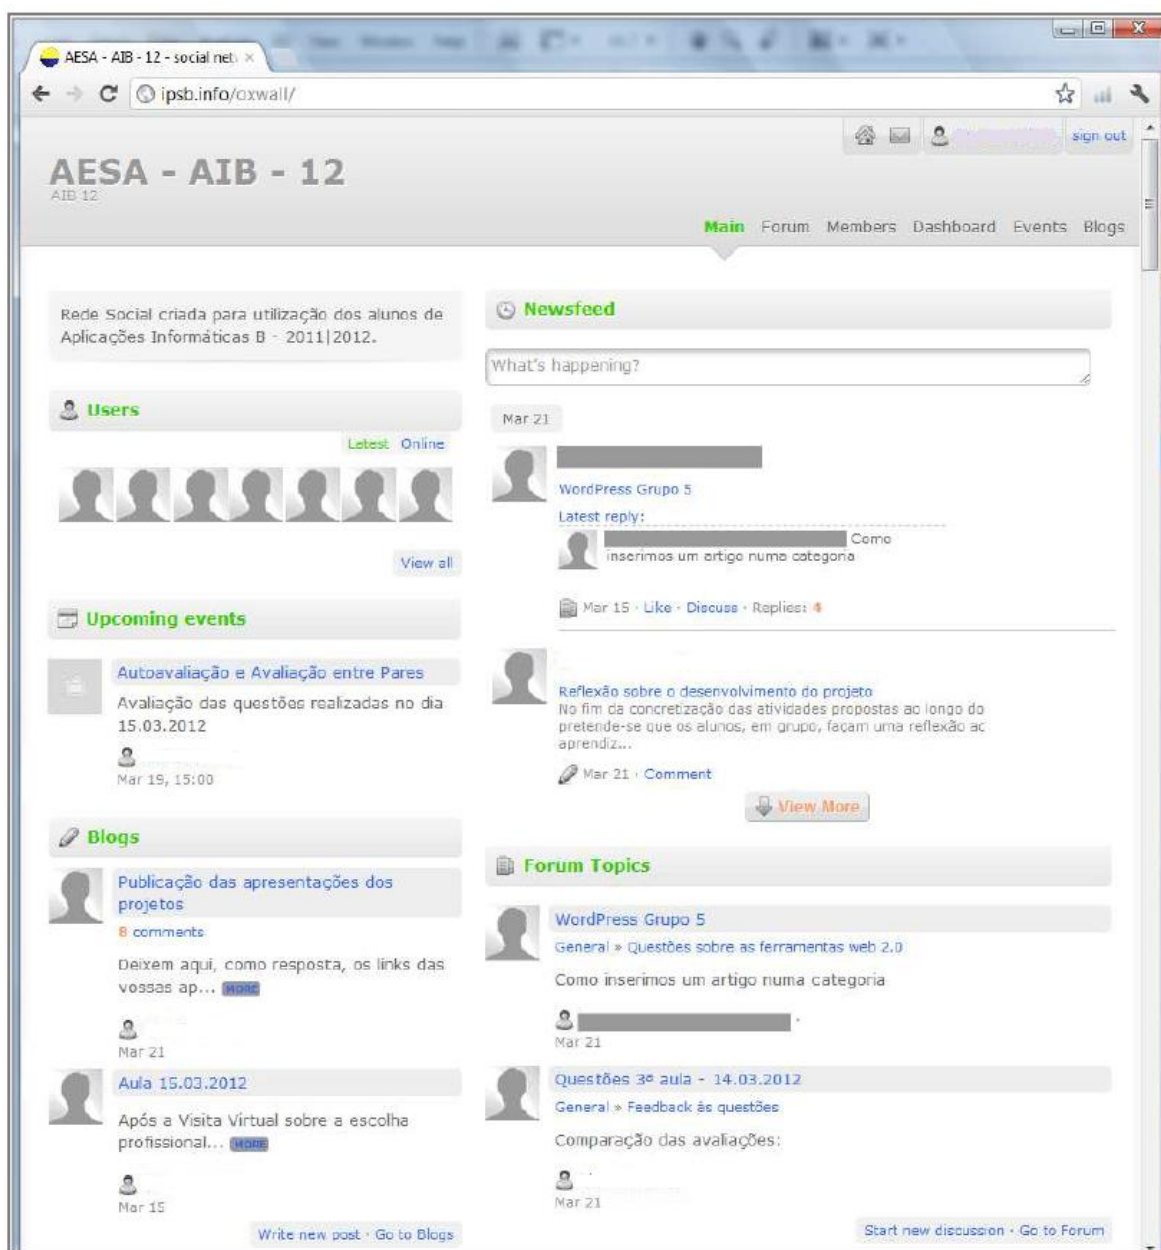 AESA - AIB - 12 - social net
ipsb.info/oxwall/
sign out
AESA - AIB - 12
AIB 12
Main Forum Members Dashboard Events Blogs
Rede Social criada para utilização dos alunos de
Aplicações Informáticas B - 2011|2012.
Users
Latest Online
View all
Upcoming events
Autoavaliação e Avaliação entre Pares
Avaliação das questões realizadas no dia
15.03.2012
Mar 19, 15:00
Blogs
Publicação das apresentações dos
projetos
8 comments
Deixem aqui, como resposta, os links das
vossas ap... MORE
Mar 21
Aula 15.03.2012
Após a Visita Virtual sobre a escolha
profissional... MORE
Mar 15
Write new post · Go to Blogs
Newsfeed
What's happening?
Mar 21
WordPress Grupo 5
Latest reply:
Como
inserimos um artigo numa categoria
Mar 15 · Like · Discuss · Replies: 4
Reflexão sobre o desenvolvimento do projeto
No fim da concretização das atividades propostas ao longo do
pretende-se que os alunos, em grupo, façam uma reflexão ac
aprendiz...
Mar 21 · Comment
View More
Forum Topics
WordPress Grupo 5
General » Questões sobre as ferramentas web 2.0
Como inserimos um artigo numa categoria
Mar 21
Questões 3ª aula - 14.03.2012
General » Feedback às questões
Comparação das avaliações:
Mar 21
Start new discussion · Go to Forum